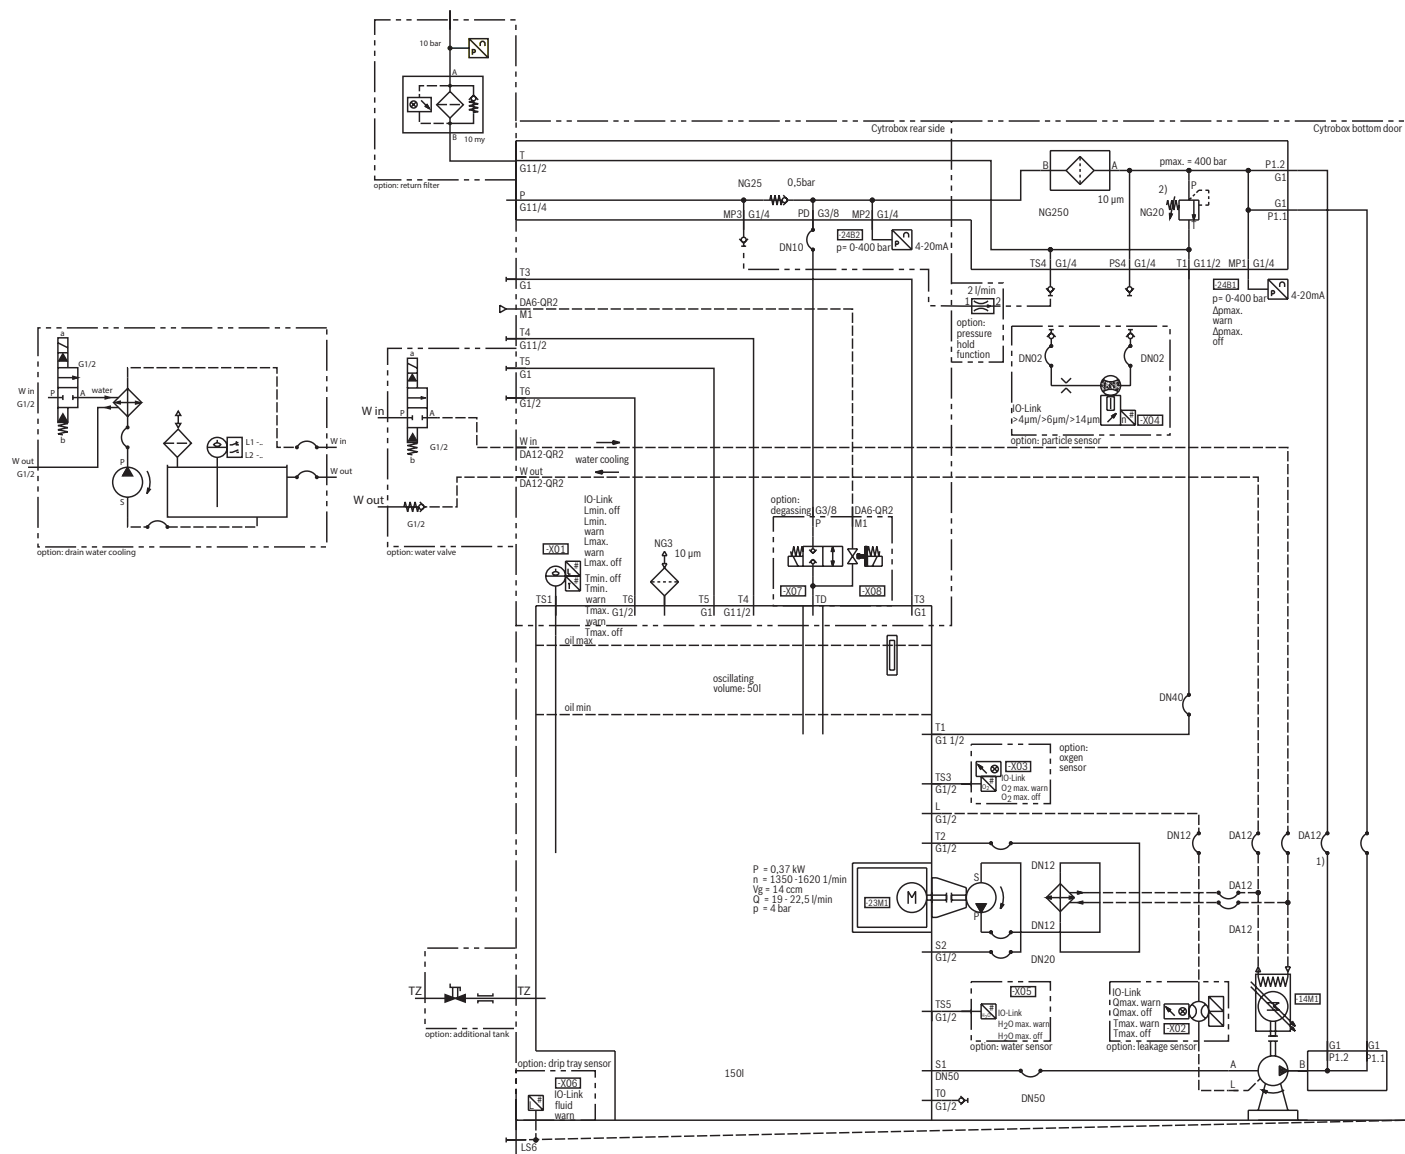 10 bar
p
A
B
10 my
option: return filter
Cytrobox rear side
Cytrobox bottom door
T
G11/2
P
G11/4
NG25
0,5bar
MP3
G1/4
PD
G3/8
MP2
G1/4
DN10
-24B2
p= 0-400 bar
p
4-20mA
B
A
NG250
10 µm
pmax. = 400 bar
2)
NG20
P
T
P1.2
G1
G1
P1.1
TS4
G1/4
PS4
G1/4
T1
G11/2
MP1
G1/4
-24B1
p= 0-400 bar
p
4-20mA
Δpmax.
warn
Δpmax.
off
T3
G1
DA6-QR2
M1
T4
G11/2
T5
G1
T6
G1/2
2 l/min
1
2
option:
pressure
hold
function
DN02
DN02
IO-Link
>4µm/>6µm/>14µm
n
#
-X04
option: particle sensor
a
G1/2
W in
G1/2
P
A
water
b
W out
G1/2
P
S
L1 -_
L2 -_
W in
W out
option: drain water cooling
a
W in
P
A
G1/2
b
W out
G1/2
option: water valve
W in
DA12-QR2
water cooling
W out
DA12-QR2
IO-Link
Lmin. off
Lmin.
warn
Lmax.
warn
Lmax. off
Tmin. off
Tmin.
warn
Tmax.
warn
Tmax. off
-X01
L
#
T
#
NG3
10 µm
option:
degassing
G3/8
P
DA6-QR2
M1
-X07
-X08
TS1
T6
G1/2
T5
G1
T4
G11/2
TD
T3
G1
oil max
oscillating
volume: 50l
oil min
DN40
T1
G1 1/2
option:
oxgen
sensor
-X03
IO-Link
O2 max. warn
O2 max. off
TS3
G1/2
L
G1/2
T2
G1/2
DN12
DA12
DA12
1)
P = 0,37 kW
n = 1350 -1620 1/min
Vg = 14 ccm
Q = 19 - 22,5 l/min
p = 4 bar
-23M1
M
S
P
DN12
DN12
DA12
DA12
S2
G1/2
DN20
TZ
TZ
option: additional tank
TS5
G1/2
-X05
IO-Link
H2O max. warn
H2O max. off
option: water sensor
IO-Link
Qmax. warn
Qmax. off
Tmax. warn
Tmax. off
-X02
option: leakage sensor
-14M1
M
option: drip tray sensor
-X06
IO-Link
fluid
warn
L
#
LS6
150l
S1
DN50
DN50
T0
G1/2
A
B
L
G1
P1.2
G1
P1.1